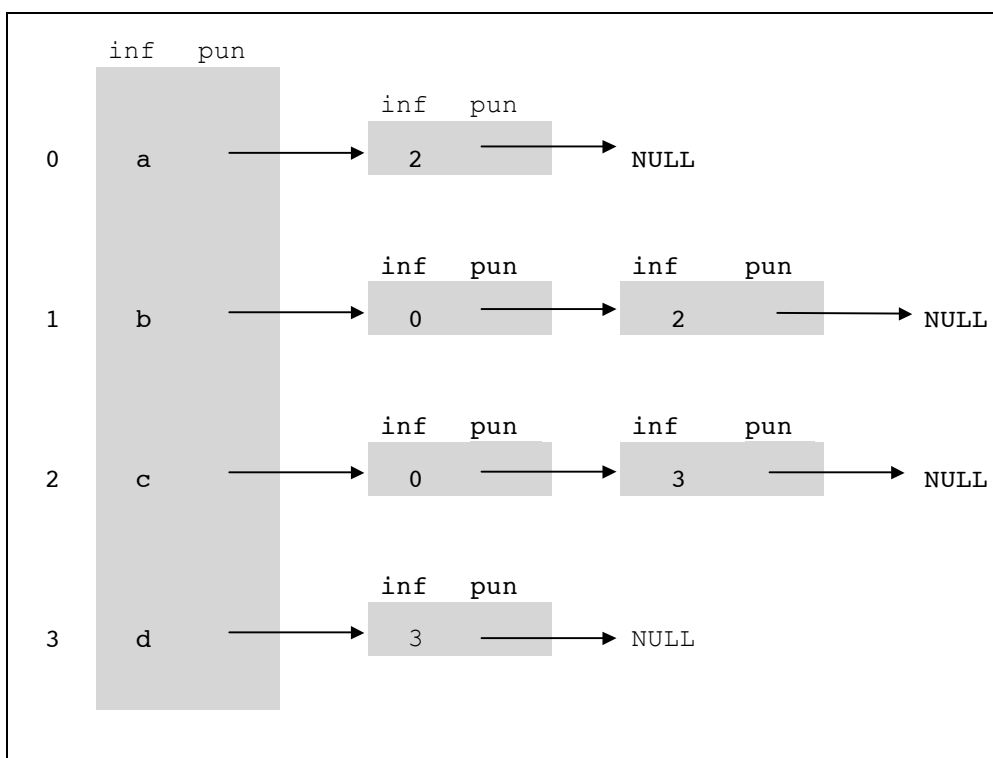 inf pun
inf pun
0 a 2 NULL
inf pun inf pun
1 b 0 2 NULL
inf pun inf pun
2 c 0 3 NULL
inf pun
3 d 3 NULL